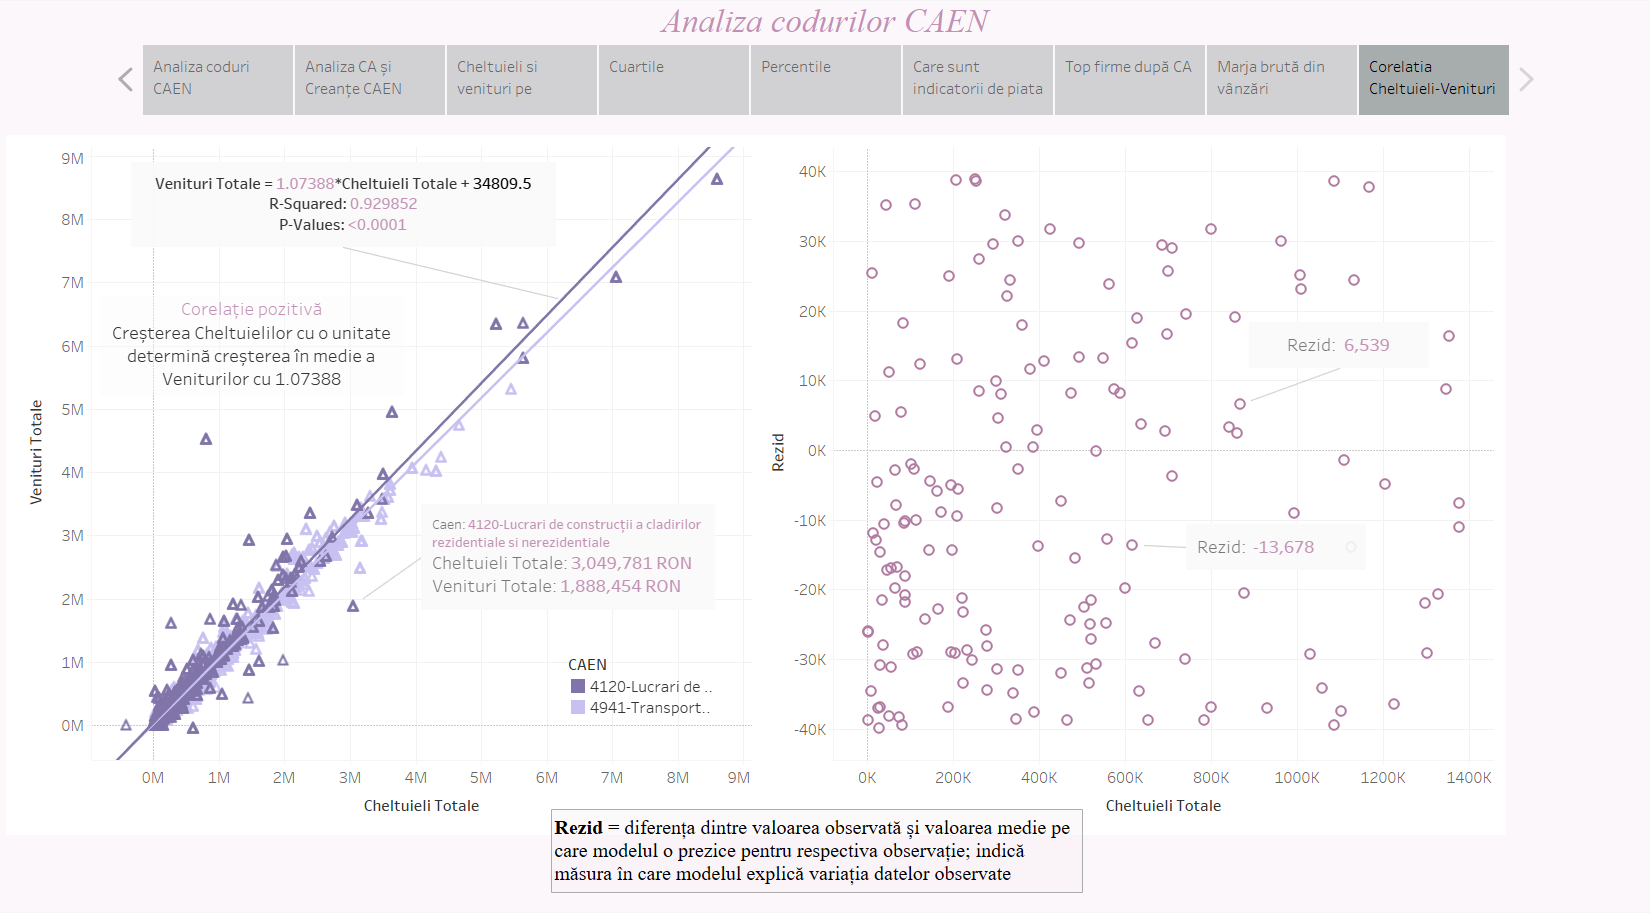 Analiza codurilor CAEN
Analiza coduri
CAEN
Analiza CA și
Creanțe CAEN
Cheltuieli si
venituri pe
Cuartile
Percentile
Care sunt
indicatorii de piata
Top firme după CA
Marja brută din
vânzări
Corelatia
Cheltuieli-Venituri
9M
8M
7M
6M
5M
4M
3M
2M
1M
0M
Venituri Totale
Venituri Totale = 1.07388*Cheltuieli Totale + 34809.5
R-Squared: 0.929852
P-Values: <0.0001
Corelație pozitivă
Creșterea Cheltuielilor cu o unitate
determină creșterea în medie a
Veniturilor cu 1.07388
Caen: 4120-Lucrari de construcții a cladirilor
rezidentiale si nerezidentiale
Cheltuieli Totale: 3,049,781 RON
Venituri Totale: 1,888,454 RON
CAEN
4120-Lucrari de ..
4941-Transport..
0M 1M 2M 3M 4M 5M 6M 7M 8M 9M
Cheltuieli Totale
40K
30K
20K
10K
0K
-10K
-20K
-30K
-40K
Rezid
Rezid: 6,539
Rezid: -13,678
0K 200K 400K 600K 800K 1000K 1200K 1400K
Cheltuieli Totale
Rezid = diferența dintre valoarea observată și valoarea medie pe
care modelul o prezice pentru respectiva observație; indică
măsura în care modelul explică variația datelor observate